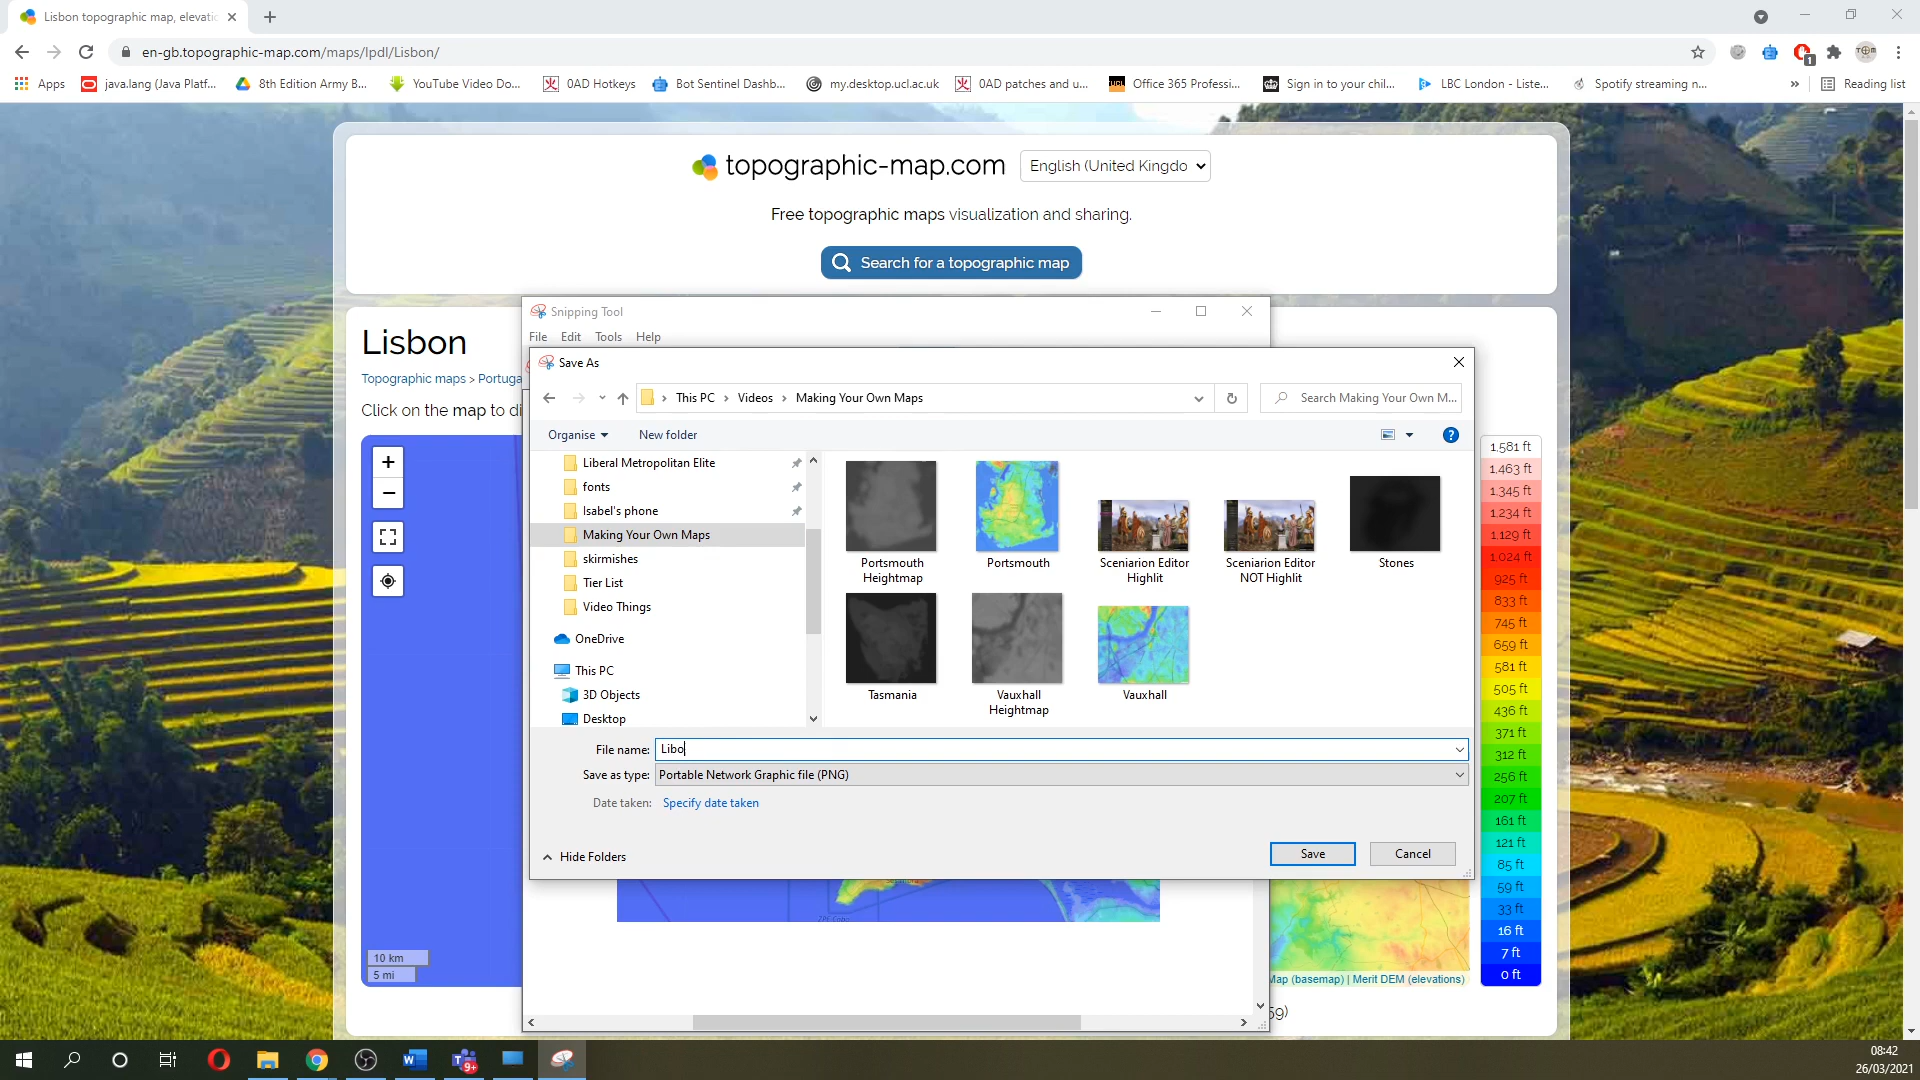 Lisbon topographic map, elevatic
en-gb.topographic-map.com/maps/lpdl/Lisbon/
Apps
java.lang (Java Platf...
8th Edition Army B...
YouTube Video Do...
0AD Hotkeys
Bot Sentinel Dashb...
my.desktop.ucl.ac.uk
0AD patches and u...
Office 365 Professi...
Sign in to your chil...
LBC London - Liste...
Spotify streaming n...
»
Reading list
topographic-map.com
English (United Kingdo
Free topographic maps visualization and sharing.
Search for a topographic map
Lisbon
Topographic maps > Portuga
Click on the map to di
+
−
10 km
5 mi
Snipping Tool
File Edit Tools Help
Save As
This PC > Videos > Making Your Own Maps
Search Making Your Own M...
Organise
New folder
?
Liberal Metropolitan Elite
fonts
Isabel's phone
Making Your Own Maps
skirmishes
Tier List
Video Things
OneDrive
This PC
3D Objects
Desktop
Portsmouth
Heightmap
Portsmouth
Sceniarion Editor
Highlit
Sceniarion Editor
NOT Highlit
Stones
Tasmania
Vauxhall
Heightmap
Vauxhall
File name: Libo
Save as type: Portable Network Graphic file (PNG)
Date taken: Specify date taken
Hide Folders
Save
Cancel
1,581 ft
1,463 ft
1,345 ft
1,234 ft
1,129 ft
1,024 ft
925 ft
833 ft
745 ft
659 ft
581 ft
505 ft
436 ft
371 ft
312 ft
256 ft
207 ft
161 ft
121 ft
85 ft
59 ft
33 ft
16 ft
7 ft
0 ft
Map (basemap) | Merit DEM (elevations)
59)
9+
08:42
26/03/2021